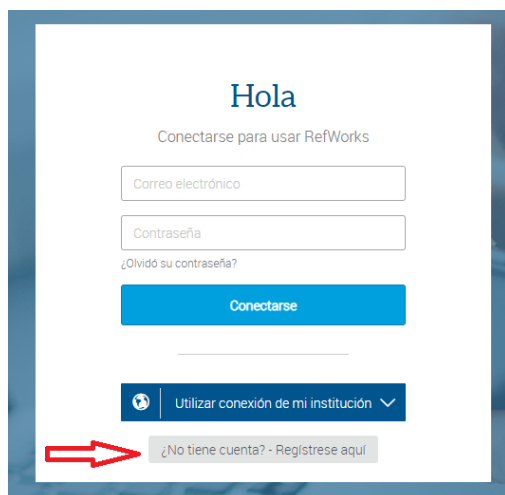 Hola
Conectarse para usar RefWorks
Correo electrónico
Contraseña
¿Olvidó su contraseña?
Conectarse
Utilizar conexión de mi institución
¿No tiene cuenta? - Regístrese aquí